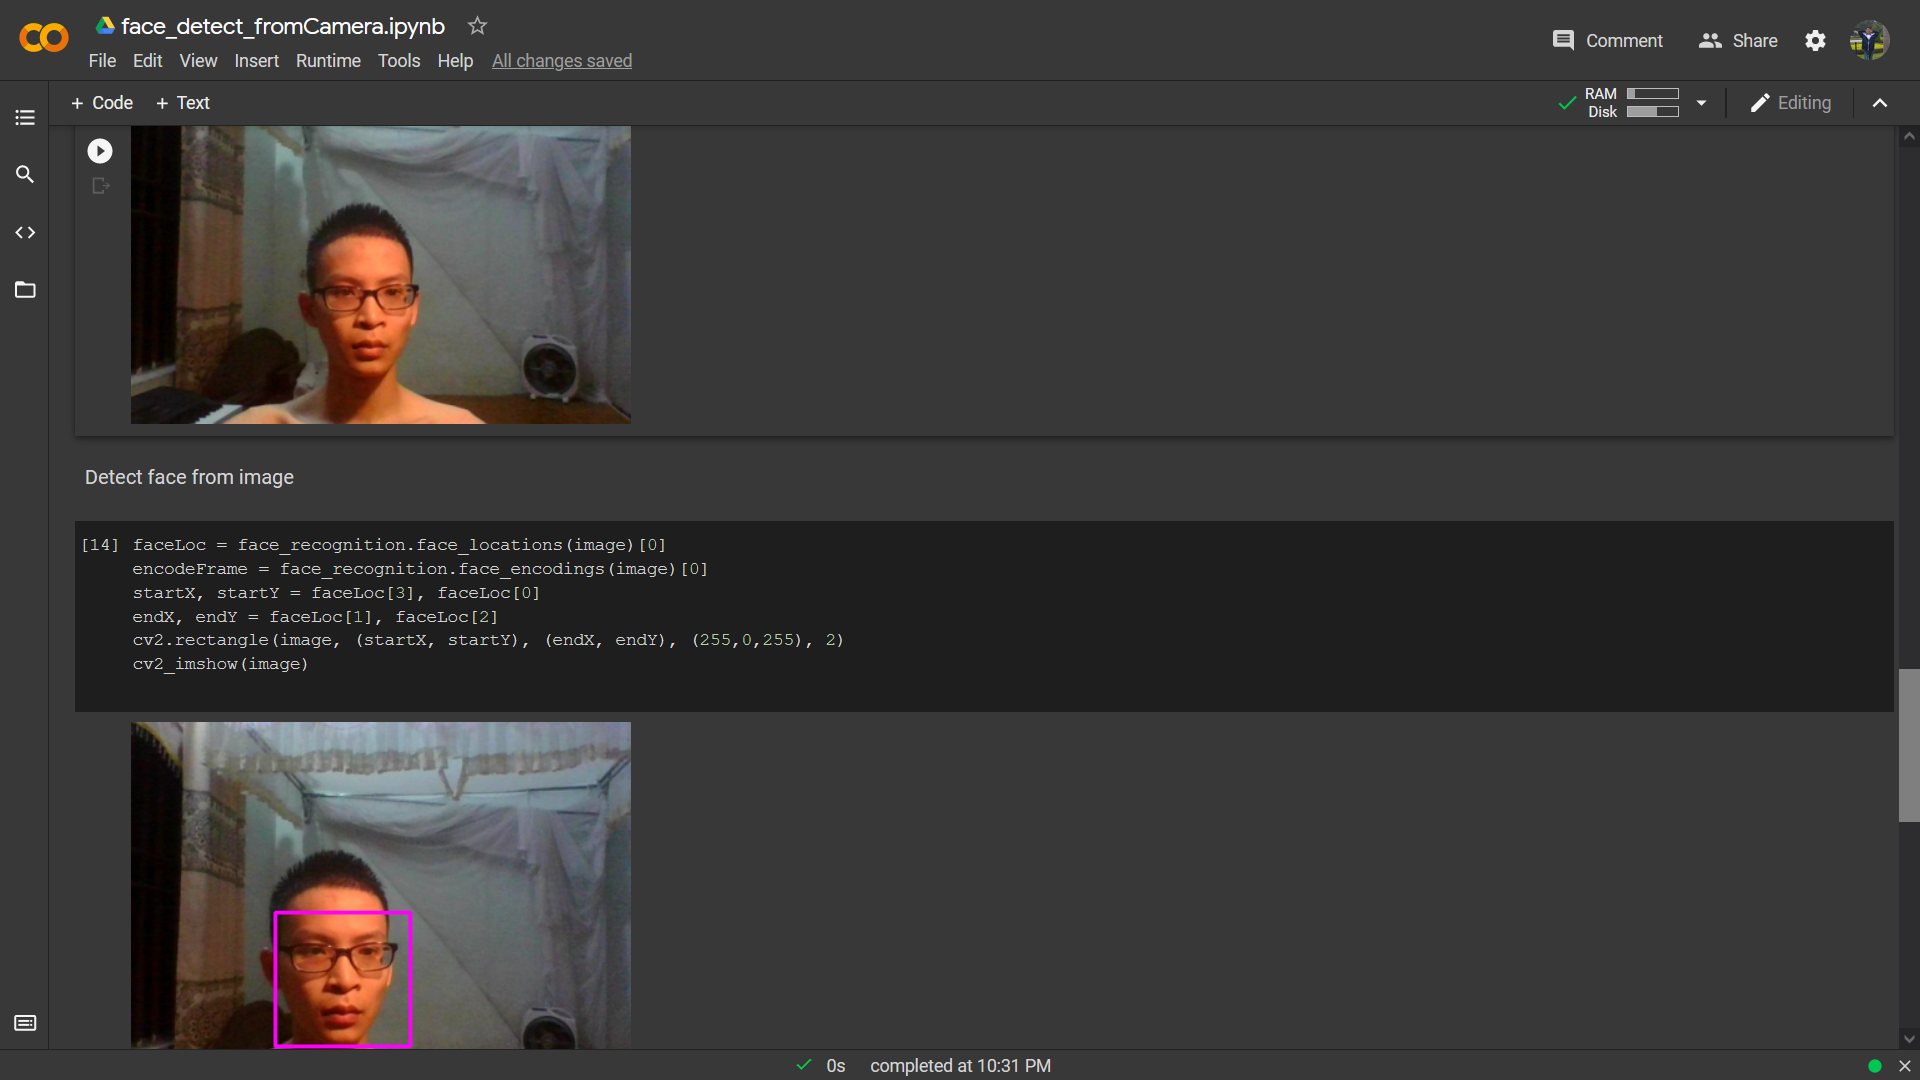 face_detect_fromCamera.ipynb
File Edit View Insert Runtime Tools Help All changes saved
Comment Share
+ Code + Text
RAM
Disk
Editing
Detect face from image
[14] faceLoc = face_recognition.face_locations(image)[0]
encodeFrame = face_recognition.face_encodings(image)[0]
startX, startY = faceLoc[3], faceLoc[0]
endX, endY = faceLoc[1], faceLoc[2]
cv2.rectangle(image, (startX, startY), (endX, endY), (255,0,255), 2)
cv2_imshow(image)
0s completed at 10:31 PM